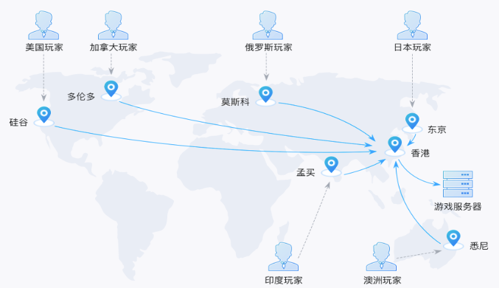 美国玩家
加拿大玩家
俄罗斯玩家
日本玩家
多伦多
莫斯科
硅谷
东京
香港
孟买
游戏服务器
悉尼
印度玩家
澳洲玩家